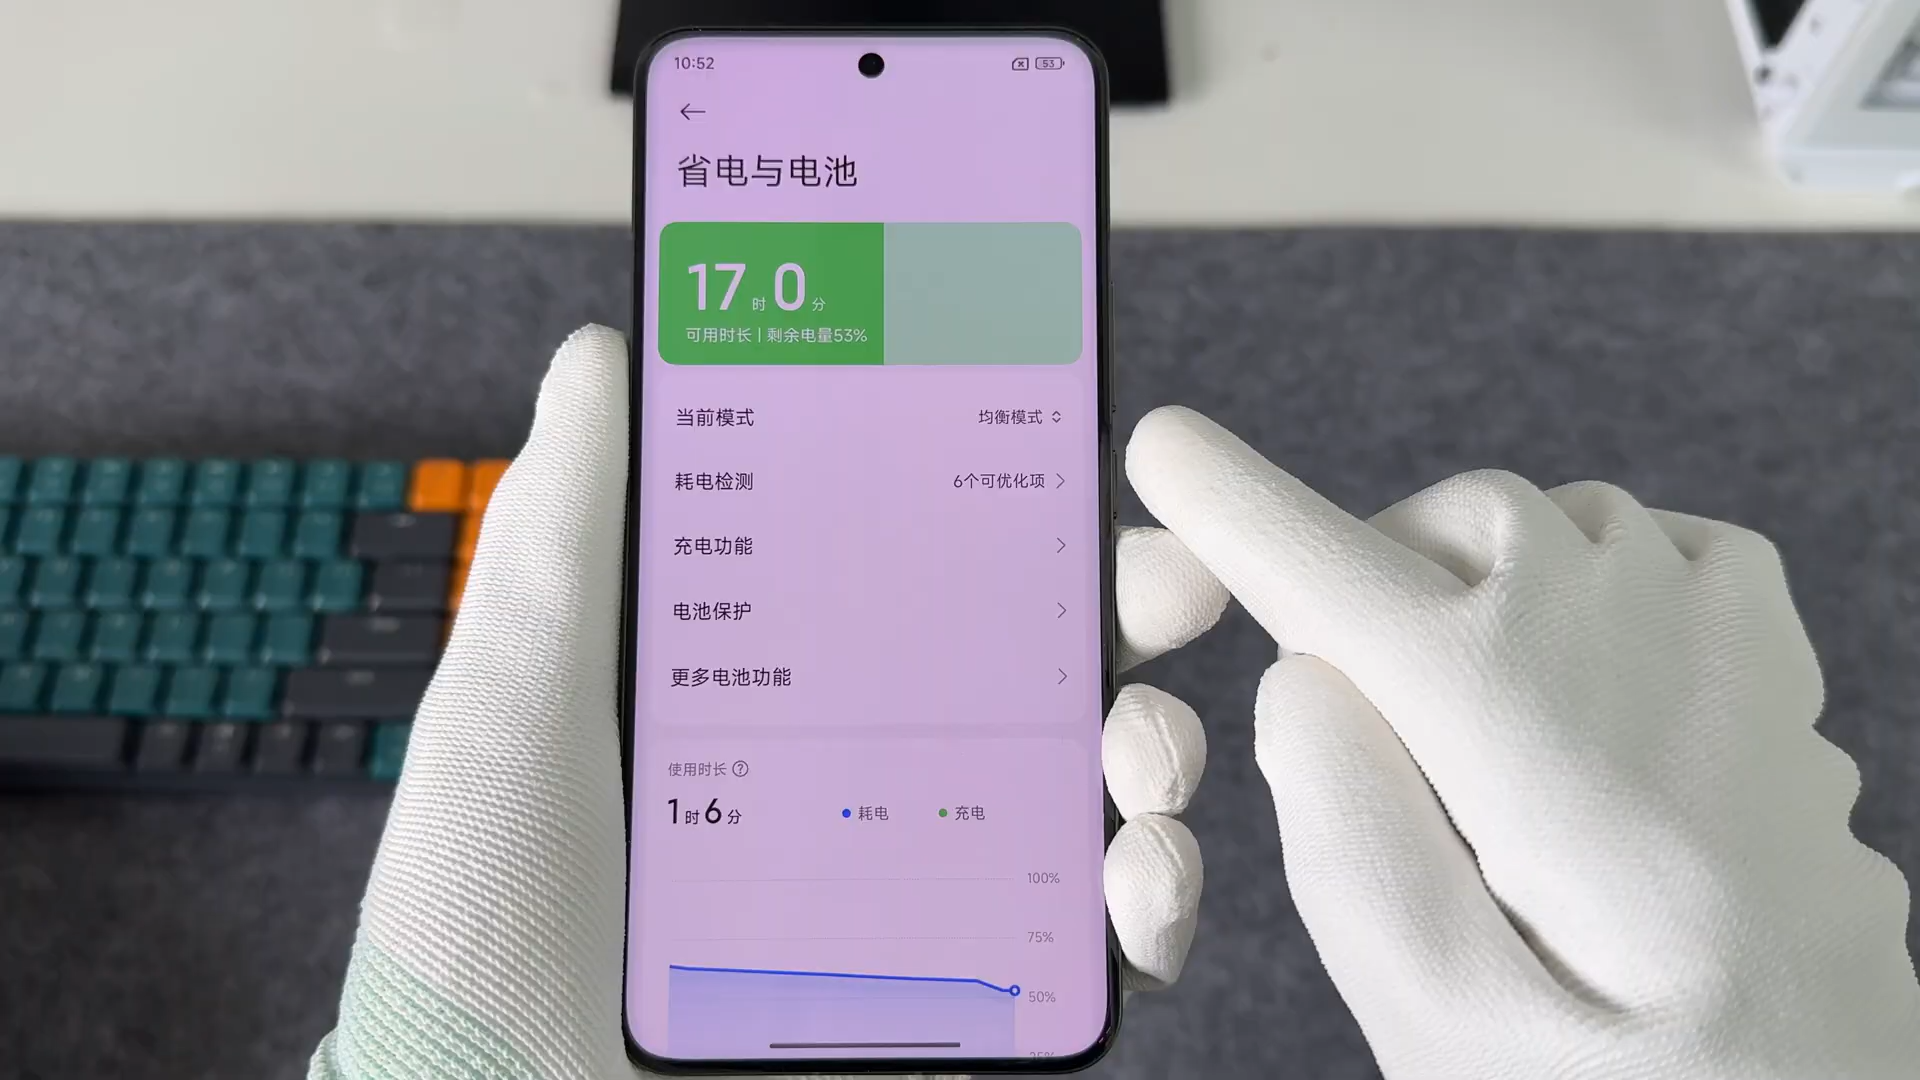 10:52
53
省电与电池
17时0分
可用时长|剩余电量53%
当前模式 均衡模式
耗电检测 6个可优化项
充电功能
电池保护
更多电池功能
使用时长?
1时6分 耗电 充电
100%
75%
50%
25%